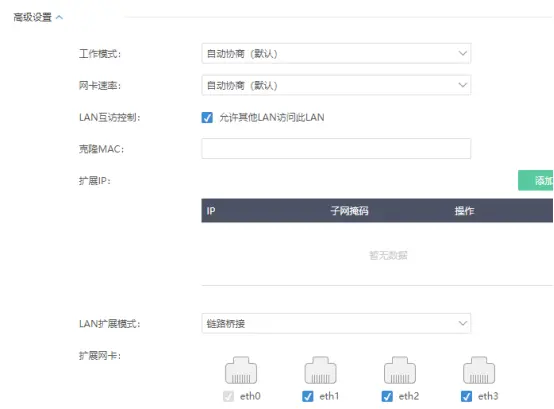 高级设置
工作模式: 自动协商 (默认)
网卡速率: 自动协商 (默认)
LAN互访控制: 允许其他LAN访问此LAN
克隆MAC:
扩展IP: 添加
IP 子网掩码 操作
暂无数据
LAN扩展模式: 链路桥接
扩展网卡:
eth0 eth1 eth2 eth3